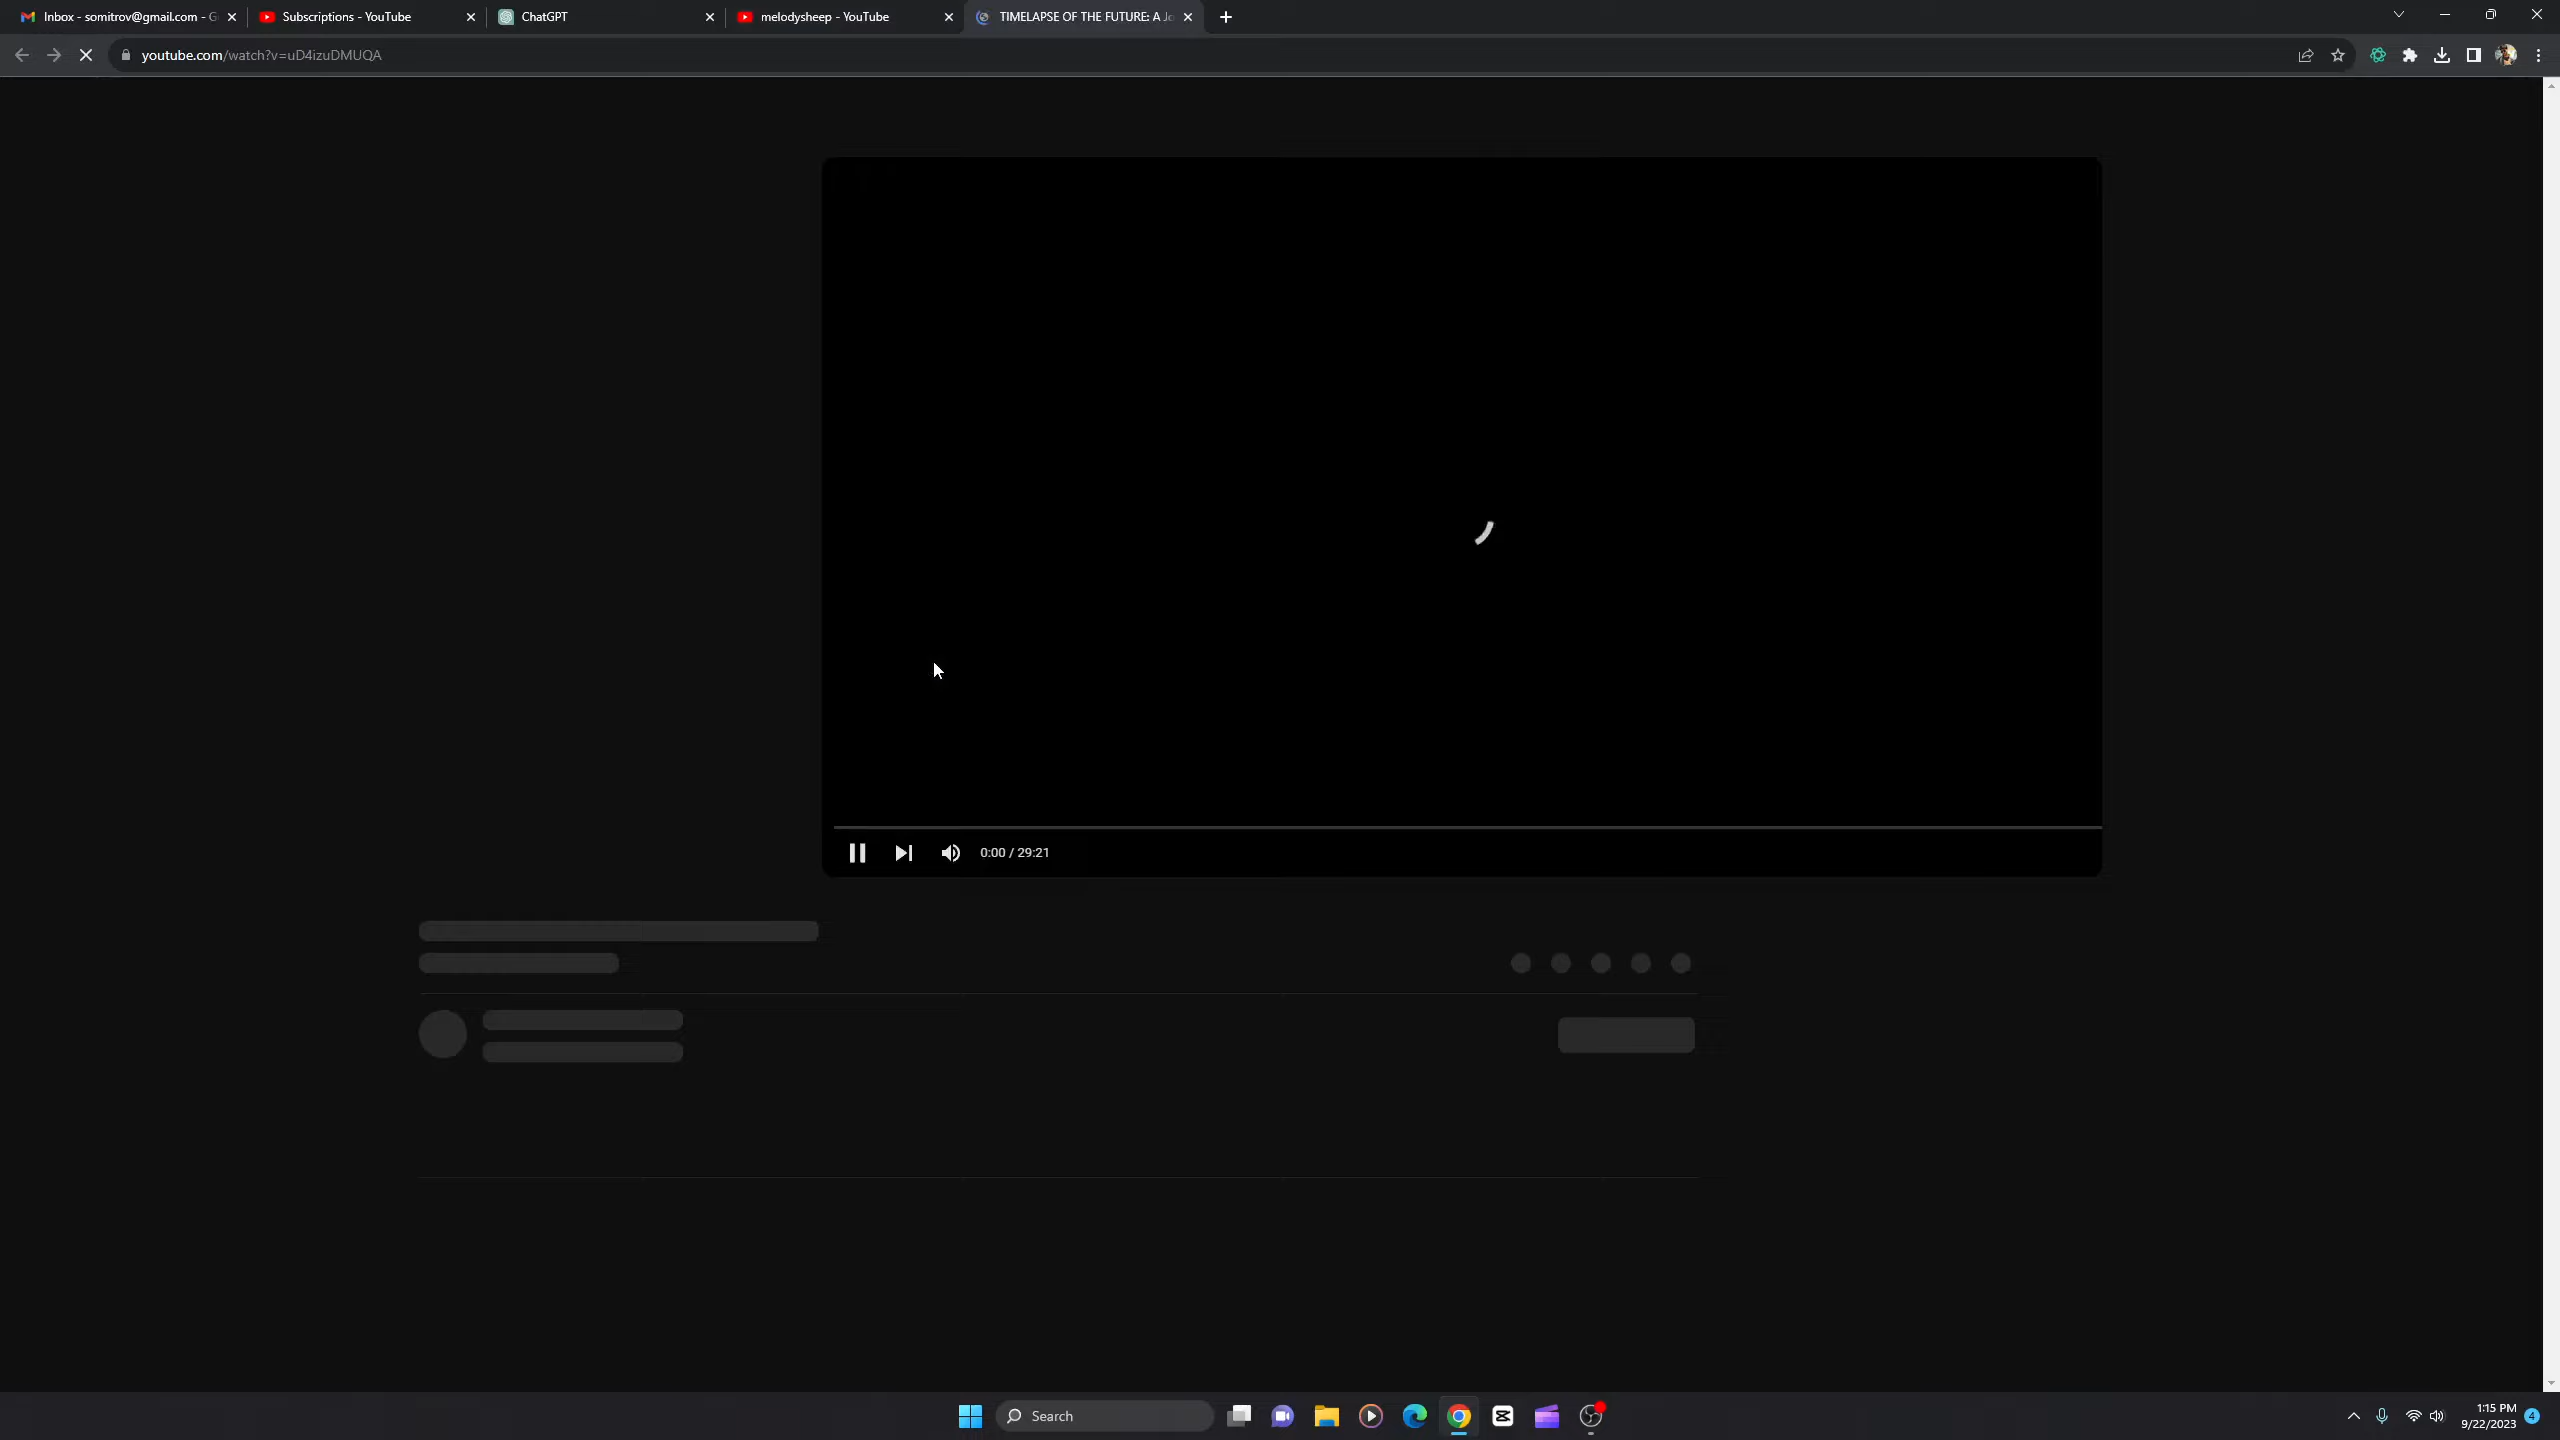 Inbox - somitrov@gmail.com - G
Subscriptions - YouTube
ChatGPT
melodysheep - YouTube
TIMELAPSE OF THE FUTURE: A Jo
youtube.com/watch?v=uD4izuDMUQA
0:00 / 29:21
Search
1:15 PM
9/22/2023
4